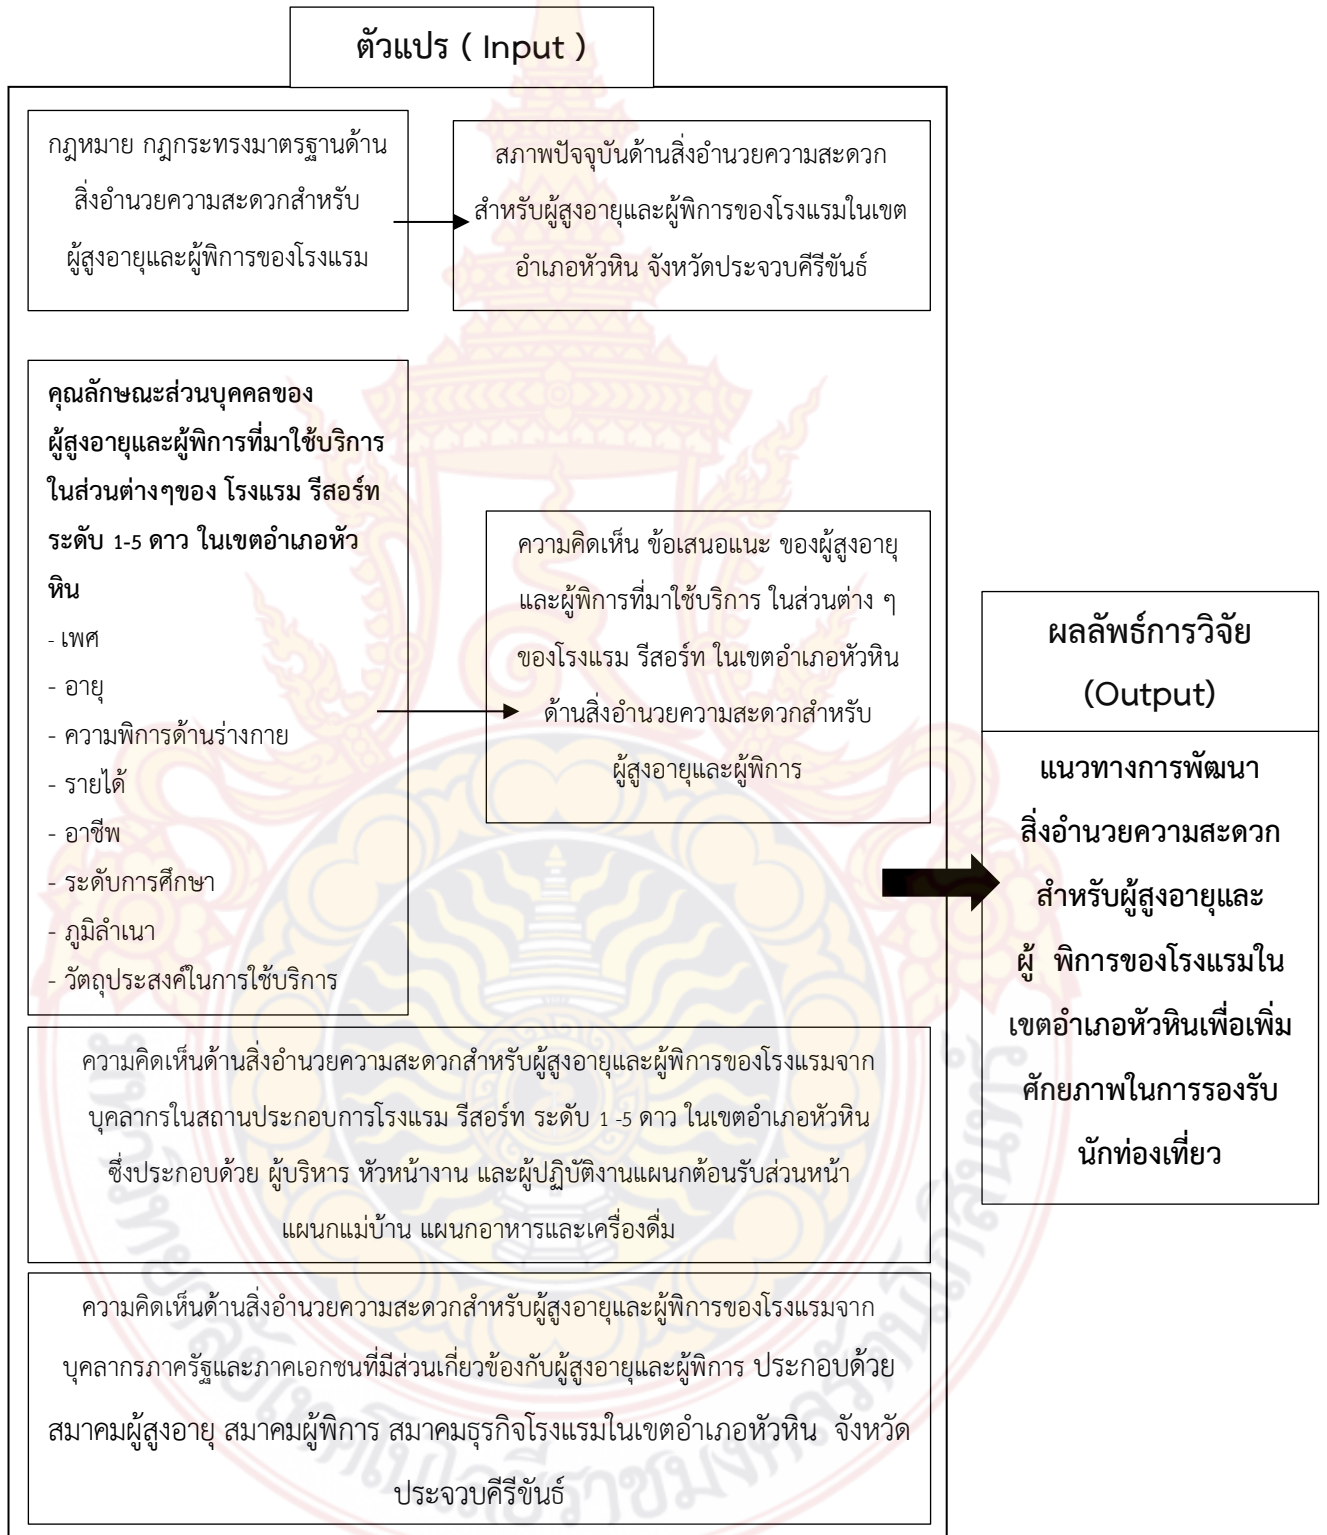 ตัวแปร ( Input )
กฎหมาย กฎกระทรงมาตรฐานด้าน
สิ่งอำนวยความสะดวกสำหรับ
ผู้สูงอายุและผู้พิการของโรงแรม
สภาพปัจจุบันด้านสิ่งอำนวยความสะดวก
สำหรับผู้สูงอายุและผู้พิการของโรงแรมในเขต
อำเภอหัวหิน จังหวัดประจวบคีรีขันธ์
คุณลักษณะส่วนบุคคลของ
ผู้สูงอายุและผู้พิการที่มาใช้บริการ
ในส่วนต่างๆของ โรงแรม รีสอร์ท
ระดับ 1-5 ดาว ในเขตอำเภอหัว
หิน
- เพศ
- อายุ
- ความพิการด้านร่างกาย
- รายได้
- อาชีพ
- ระดับการศึกษา
- ภูมิลำเนา
- วัตถุประสงค์ในการใช้บริการ
ความคิดเห็น ข้อเสนอแนะ ของผู้สูงอายุ
และผู้พิการที่มาใช้บริการ ในส่วนต่าง ๆ
ของโรงแรม รีสอร์ท ในเขตอำเภอหัวหิน
ด้านสิ่งอำนวยความสะดวกสำหรับ
ผู้สูงอายุและผู้พิการ
ความคิดเห็นด้านสิ่งอำนวยความสะดวกสำหรับผู้สูงอายุและผู้พิการของโรงแรมจาก
บุคลากรในสถานประกอบการโรงแรม รีสอร์ท ระดับ 1 -5 ดาว ในเขตอำเภอหัวหิน
ซึ่งประกอบด้วย ผู้บริหาร หัวหน้างาน และผู้ปฏิบัติงานแผนกต้อนรับส่วนหน้า
แผนกแม่บ้าน แผนกอาหารและเครื่องดื่ม
ความคิดเห็นด้านสิ่งอำนวยความสะดวกสำหรับผู้สูงอายุและผู้พิการของโรงแรมจาก
บุคลากรภาครัฐและภาคเอกชนที่มีส่วนเกี่ยวข้องกับผู้สูงอายุและผู้พิการ ประกอบด้วย
สมาคมผู้สูงอายุ สมาคมผู้พิการ สมาคมธุรกิจโรงแรมในเขตอำเภอหัวหิน จังหวัด
ประจวบคีรีขันธ์
ผลลัพธ์การวิจัย
(Output)
แนวทางการพัฒนา
สิ่งอำนวยความสะดวก
สำหรับผู้สูงอายุและ
ผู้ พิการของโรงแรมใน
เขตอำเภอหัวหินเพื่อเพิ่ม
ศักยภาพในการรองรับ
นักท่องเที่ยว
มหาวิทยาลัยเทคโนโลยีราชมงคลรัตนโกสินทร์